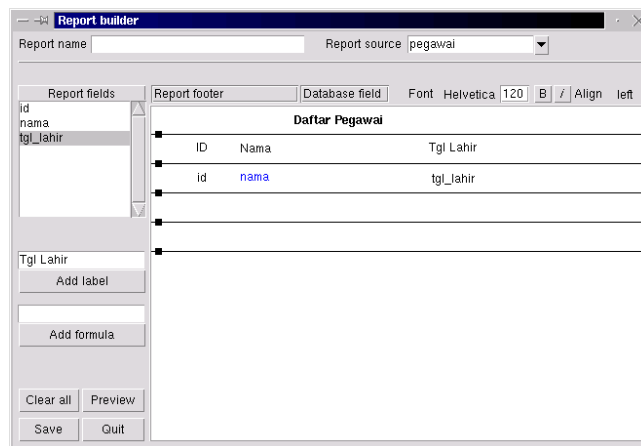 Report builder
Report name Report source pegawai
Report fields Report footer Database field Font Helvetica 120 B i Align left
id
nama
tgl_lahir
Daftar Pegawai
ID Nama Tgl Lahir
id nama tgl_lahir
Tgl Lahir
Add label
Add formula
Clear all Preview
Save Quit